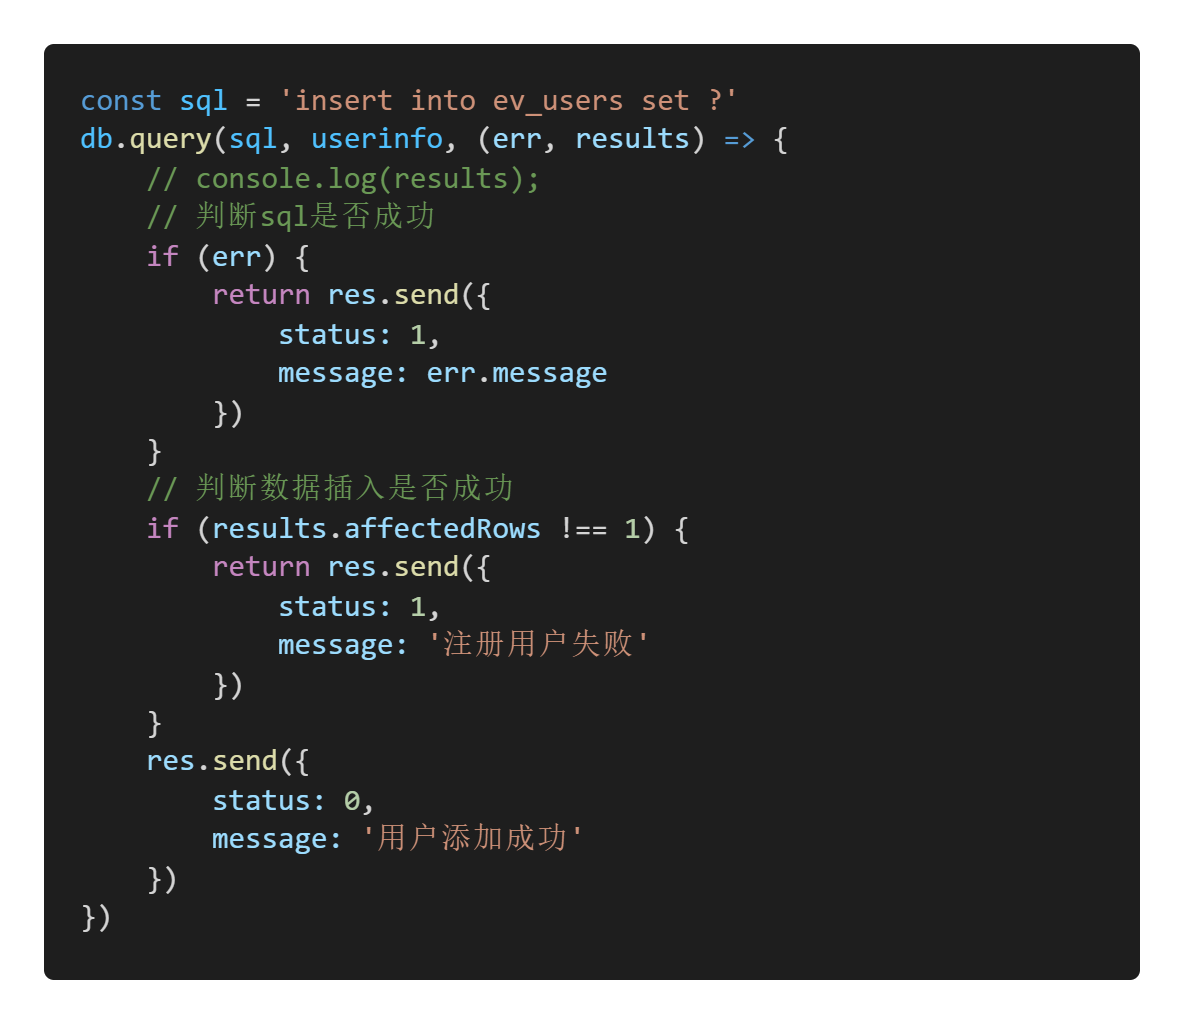 const sql = 'insert into ev_users set ?'
db.query(sql, userinfo, (err, results) => {
    // console.log(results);
    // 判断sql是否成功
    if (err) {
        return res.send({
            status: 1,
            message: err.message
        })
    }
    // 判断数据插入是否成功
    if (results.affectedRows !== 1) {
        return res.send({
            status: 1,
            message: '注册用户失败'
        })
    }
    res.send({
        status: 0,
        message: '用户添加成功'
    })
})